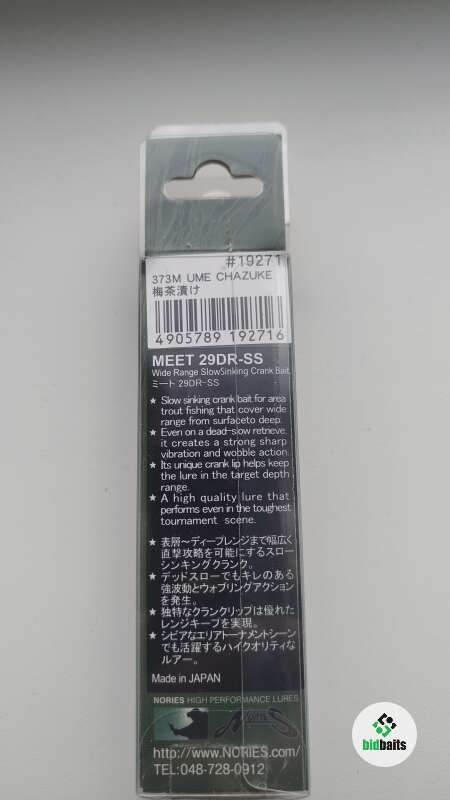 #19271
373M UME CHAZUKE
梅茶漬け
4905789 192716
MEET 29DR-SS
Wide Range SlowSinking Crank Bait
ミート 29DR-SS
★ Slow sinking crank bait for area
trout fishing that cover wide
range from surfaceto deep.
★ Even on a dead-slow retrieve,
it creates a strong sharp
vibration and wobble action.
★ Its unique crank lip helps keep
the lure in the target depth
range.
★ A high quality lure that
performs even in the toughest
tournament scene.
★ 表層～ディープレンジまで幅広く
直撃攻略を可能にするスロー
シンキングクランク。
★ デッドスローでもキレのある
強波動とウォブリングアクション
を発生。
★ 独特なクランクリップは優れた
レンジキープを実現。
★ シビアなエリアトーナメントシーン
でも活躍するハイクオリティな
ルアー。
Made in JAPAN
NORIES HIGH PERFORMANCE LURES
NORIES
http://www.NORIES.com/
TEL:048-728-0912
bidbaits